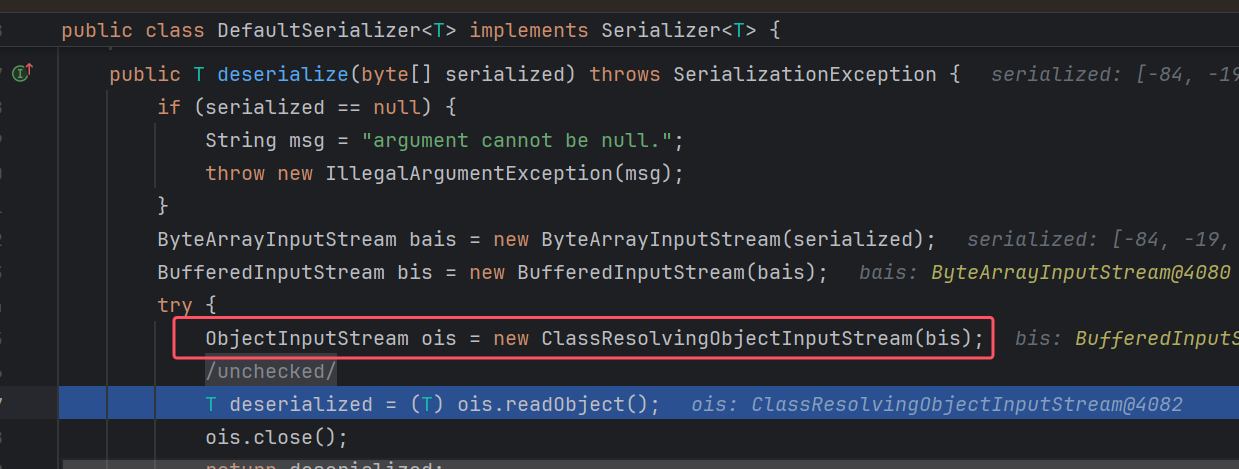 public class DefaultSerializer<T> implements Serializer<T> {
public T deserialize(byte[] serialized) throws SerializationException {   serialized: [-84, -19
if (serialized == null) {
String msg = "argument cannot be null.";
throw new IllegalArgumentException(msg);
}
ByteArrayInputStream bais = new ByteArrayInputStream(serialized);   serialized: [-84, -19,
BufferedInputStream bis = new BufferedInputStream(bais);   bais: ByteArrayInputStream@4080
try {
ObjectInputStream ois = new ClassResolvingObjectInputStream(bis);   bis: BufferedInputS
/unchecked/
T deserialized = (T) ois.readObject();   ois: ClassResolvingObjectInputStream@4082
ois.close();
return deserialized;